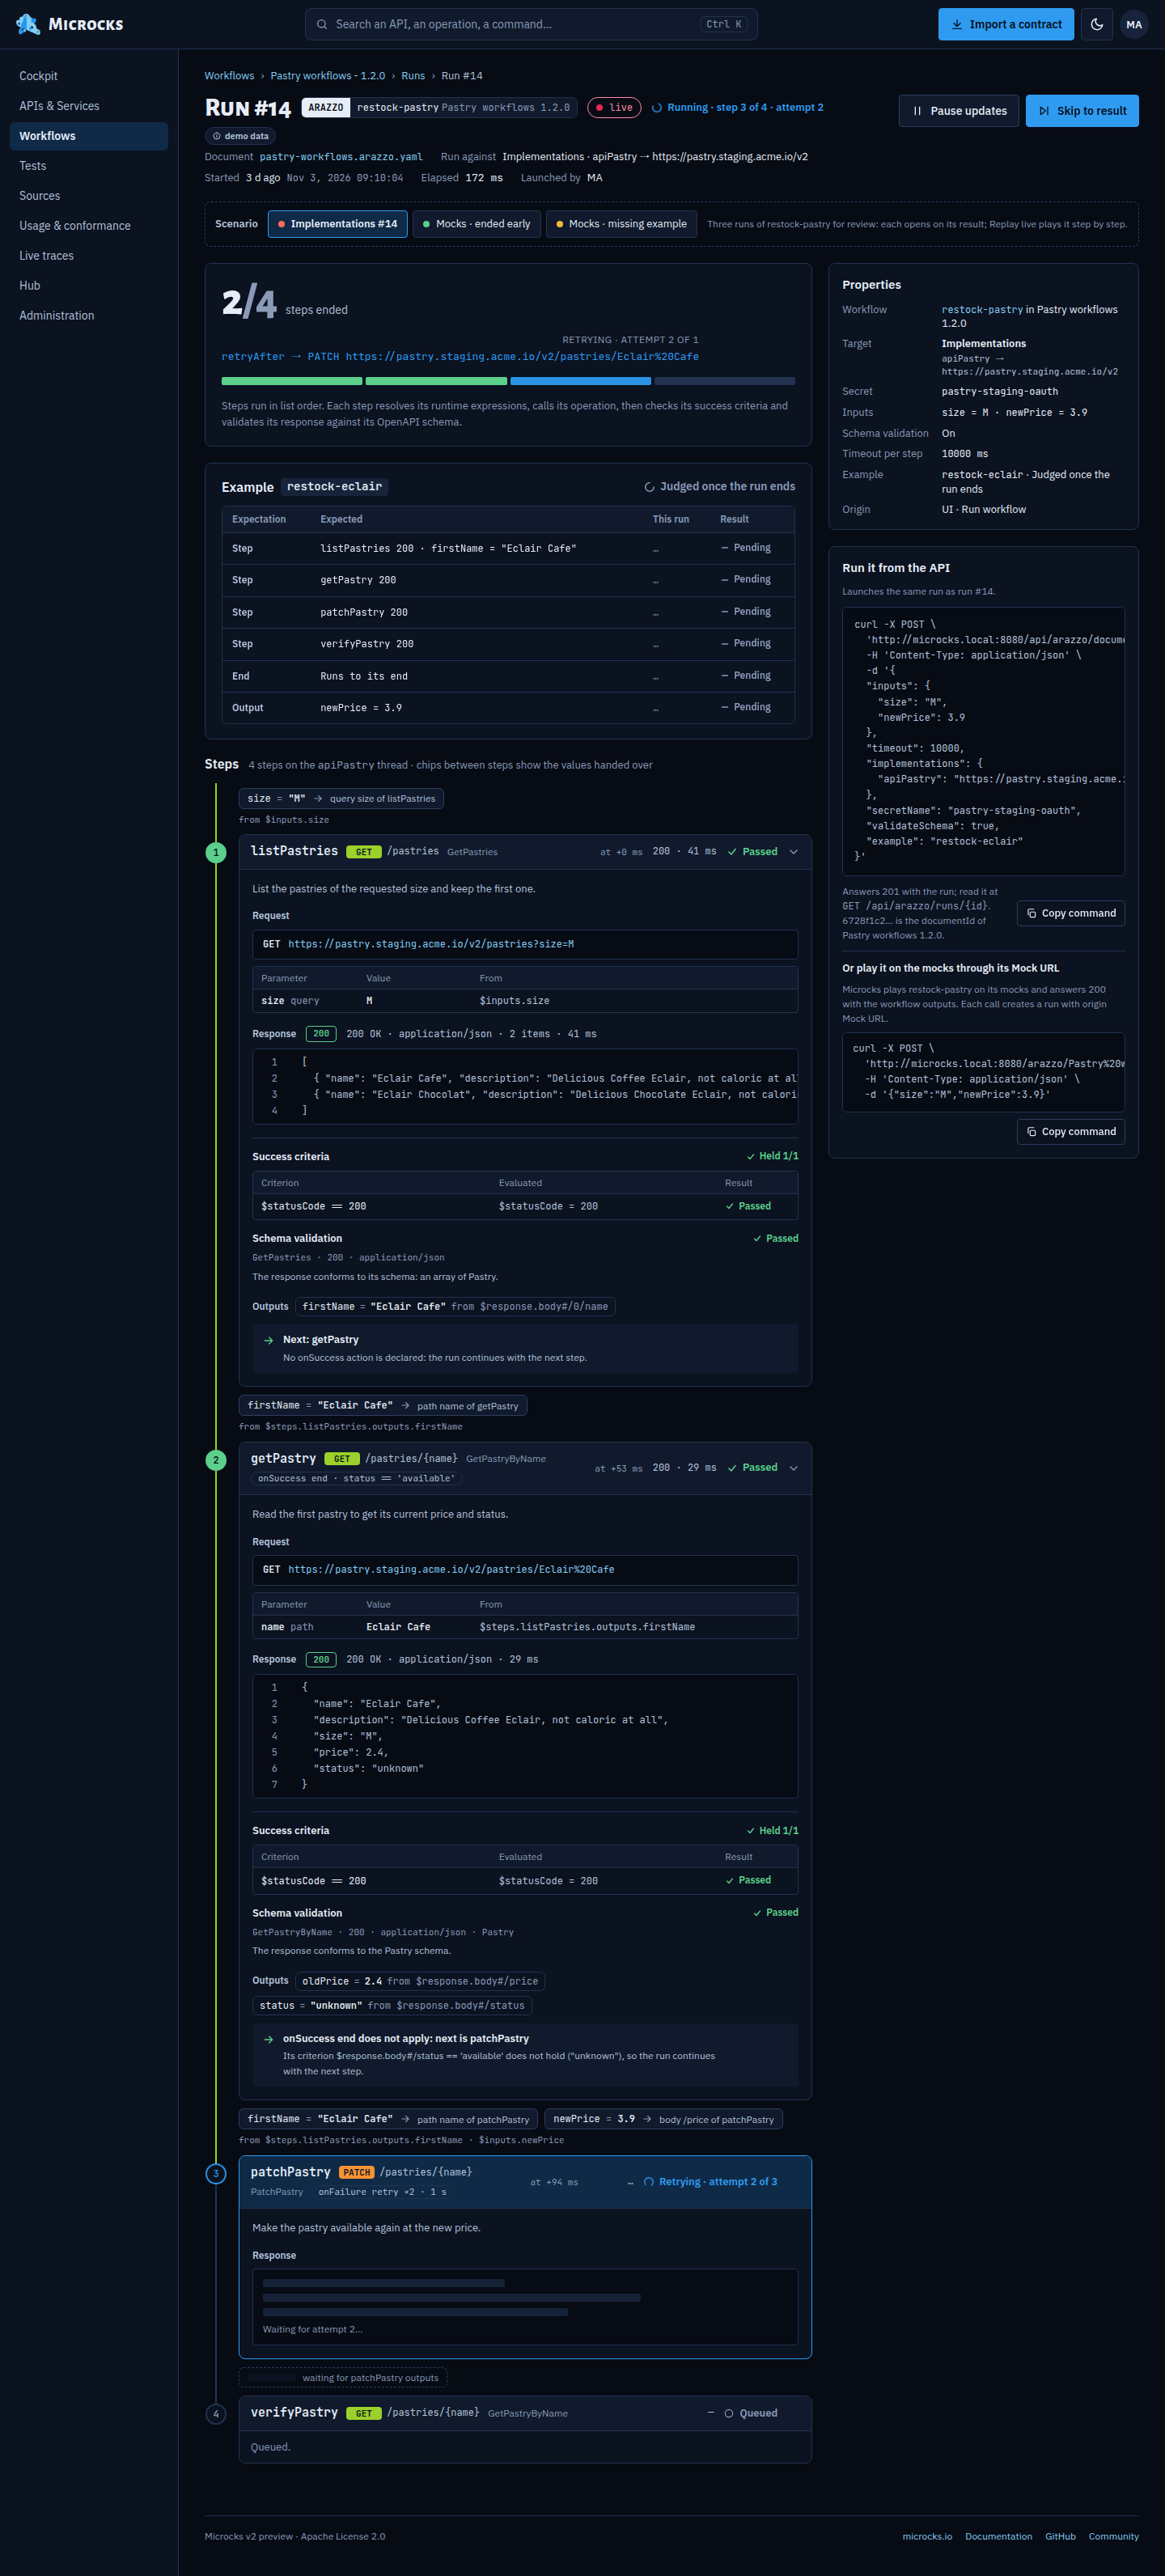 Microcks
Search an API, an operation, a command...
Ctrl K
Import a contract
MA
Cockpit
APIs & Services
Workflows
Tests
Sources
Usage & conformance
Live traces
Hub
Administration
Workflows › Pastry workflows - 1.2.0 › Runs › Run #14
Run #14 ARAZZO restock-pastry Pastry workflows 1.2.0 live Running · step 3 of 4 · attempt 2
Pause updates
Skip to result
demo data
Document pastry-workflows.arazzo.yaml Run against Implementations · apiPastry → https://pastry.staging.acme.io/v2
Started 3 d ago Nov 3, 2026 09:10:04 Elapsed 172 ms Launched by MA
Scenario Implementations #14 Mocks · ended early Mocks · missing example Three runs of restock-pastry for review: each opens on its result; Replay live plays it step by step.
2/4 steps ended
RETRYING · ATTEMPT 2 OF 1
retryAfter → PATCH https://pastry.staging.acme.io/v2/pastries/Eclair%20Cafe
Steps run in list order. Each step resolves its runtime expressions, calls its operation, then checks its success criteria and
validates its response against its OpenAPI schema.
Example restock-eclair Judged once the run ends
Expectation Expected This run Result
Step listPastries 200 · firstName = "Eclair Cafe" … — Pending
Step getPastry 200 … — Pending
Step patchPastry 200 … — Pending
Step verifyPastry 200 … — Pending
End Runs to its end … — Pending
Output newPrice = 3.9 … — Pending
Properties
Workflow restock-pastry in Pastry workflows
1.2.0
Target Implementations
apiPastry →
https://pastry.staging.acme.io/v2
Secret pastry-staging-oauth
Inputs size = M · newPrice = 3.9
Schema validation On
Timeout per step 10000 ms
Example restock-eclair · Judged once the
run ends
Origin UI · Run workflow
Run it from the API
Launches the same run as run #14.
curl -X POST \
'http://microcks.local:8080/api/arazzo/docume
-H 'Content-Type: application/json' \
-d '{
"inputs": {
"size": "M",
"newPrice": 3.9
},
"timeout": 10000,
"implementations": {
"apiPastry": "https://pastry.staging.acme.i
},
"secretName": "pastry-staging-oauth",
"validateSchema": true,
"example": "restock-eclair"
}'
Answers 201 with the run; read it at
GET /api/arazzo/runs/{id}.
6728f1c2… is the documentId of
Pastry workflows 1.2.0.
Copy command
Or play it on the mocks through its Mock URL
Microcks plays restock-pastry on its mocks and answers 200
with the workflow outputs. Each call creates a run with origin
Mock URL.
curl -X POST \
'http://microcks.local:8080/arazzo/Pastry%20w
-H 'Content-Type: application/json' \
-d '{"size":"M","newPrice":3.9}'
Copy command
Steps 4 steps on the apiPastry thread · chips between steps show the values handed over
size = "M" → query size of listPastries
from $inputs.size
1
listPastries GET /pastries GetPastries at +0 ms 200 · 41 ms Passed
List the pastries of the requested size and keep the first one.
Request
GET https://pastry.staging.acme.io/v2/pastries?size=M
Parameter Value From
size query M $inputs.size
Response 200 200 OK · application/json · 2 items · 41 ms
1 [
2 { "name": "Eclair Cafe", "description": "Delicious Coffee Eclair, not caloric at al
3 { "name": "Eclair Chocolat", "description": "Delicious Chocolate Eclair, not calori
4 ]
Success criteria Held 1/1
Criterion Evaluated Result
$statusCode == 200 $statusCode = 200 Passed
Schema validation Passed
GetPastries · 200 · application/json
The response conforms to its schema: an array of Pastry.
Outputs firstName = "Eclair Cafe" from $response.body#/0/name
→ Next: getPastry
No onSuccess action is declared: the run continues with the next step.
firstName = "Eclair Cafe" → path name of getPastry
from $steps.listPastries.outputs.firstName
2
getPastry GET /pastries/{name} GetPastryByName at +53 ms 200 · 29 ms Passed
onSuccess end · status == 'available'
Read the first pastry to get its current price and status.
Request
GET https://pastry.staging.acme.io/v2/pastries/Eclair%20Cafe
Parameter Value From
name path Eclair Cafe $steps.listPastries.outputs.firstName
Response 200 200 OK · application/json · 29 ms
1 {
2 "name": "Eclair Cafe",
3 "description": "Delicious Coffee Eclair, not caloric at all",
4 "size": "M",
5 "price": 2.4,
6 "status": "unknown"
7 }
Success criteria Held 1/1
Criterion Evaluated Result
$statusCode == 200 $statusCode = 200 Passed
Schema validation Passed
GetPastryByName · 200 · application/json · Pastry
The response conforms to the Pastry schema.
Outputs oldPrice = 2.4 from $response.body#/price
status = "unknown" from $response.body#/status
→ onSuccess end does not apply: next is patchPastry
Its criterion $response.body#/status == 'available' does not hold ("unknown"), so the run continues
with the next step.
firstName = "Eclair Cafe" → path name of patchPastry newPrice = 3.9 → body /price of patchPastry
from $steps.listPastries.outputs.firstName · $inputs.newPrice
3
patchPastry PATCH /pastries/{name} at +94 ms … Retrying · attempt 2 of 3
PatchPastry onFailure retry ×2 · 1 s
Make the pastry available again at the new price.
Response
Waiting for attempt 2…
waiting for patchPastry outputs
4
verifyPastry GET /pastries/{name} GetPastryByName — Queued
Queued.
Microcks v2 preview · Apache License 2.0
microcks.io Documentation GitHub Community